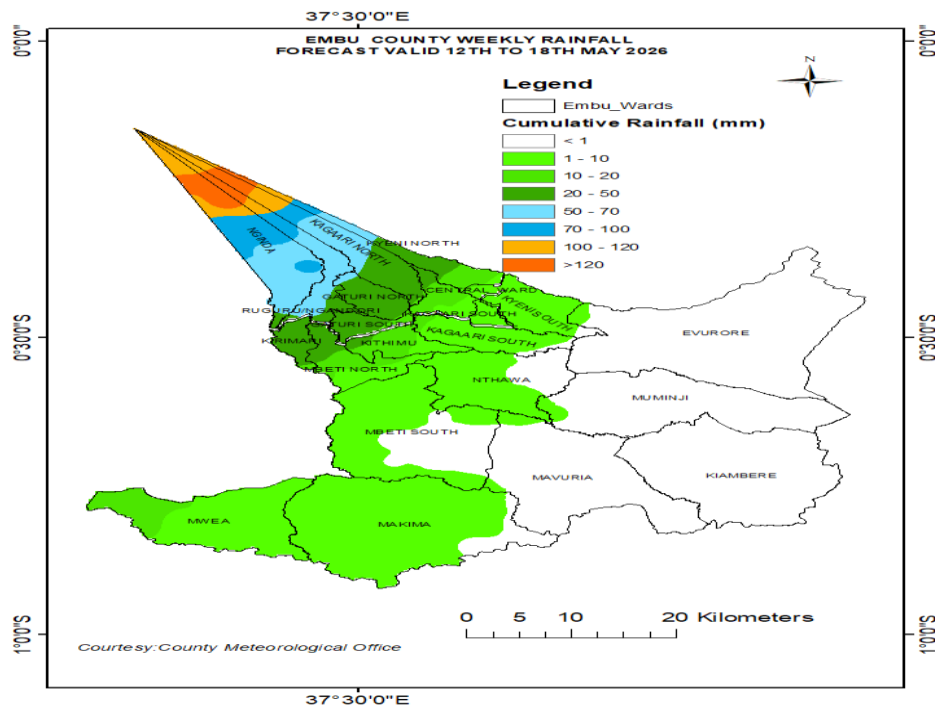 37°30'0"E
EMBU COUNTY WEEKLY RAINFALL
FORECAST VALID 12TH TO 18TH MAY 2026
0°0'0"
0°0'0"
N
Legend
Embu_Wards
Cumulative Rainfall (mm)
< 1
1 - 10
10 - 20
20 - 50
50 - 70
70 - 100
100 - 120
>120
NGINDA
KAGAARI NORTH
KYENI NORTH
CENTRAL WARD
KYENI SOUTH
GATURI NORTH
RUGURU/NGANDORI
GATURI SOUTH
KAGAARI SOUTH
KIRIMARI
KITHIMU
MBETI NORTH
EVURORE
0°30'0"S
0°30'0"S
NTHAWA
MUMINJI
MBETI SOUTH
MAVURIA
KIAMBERE
MWEA
MAKIMA
0 5 10 20 Kilometers
1°0'0"S
1°0'0"S
Courtesy:County Meteorological Office
37°30'0"E